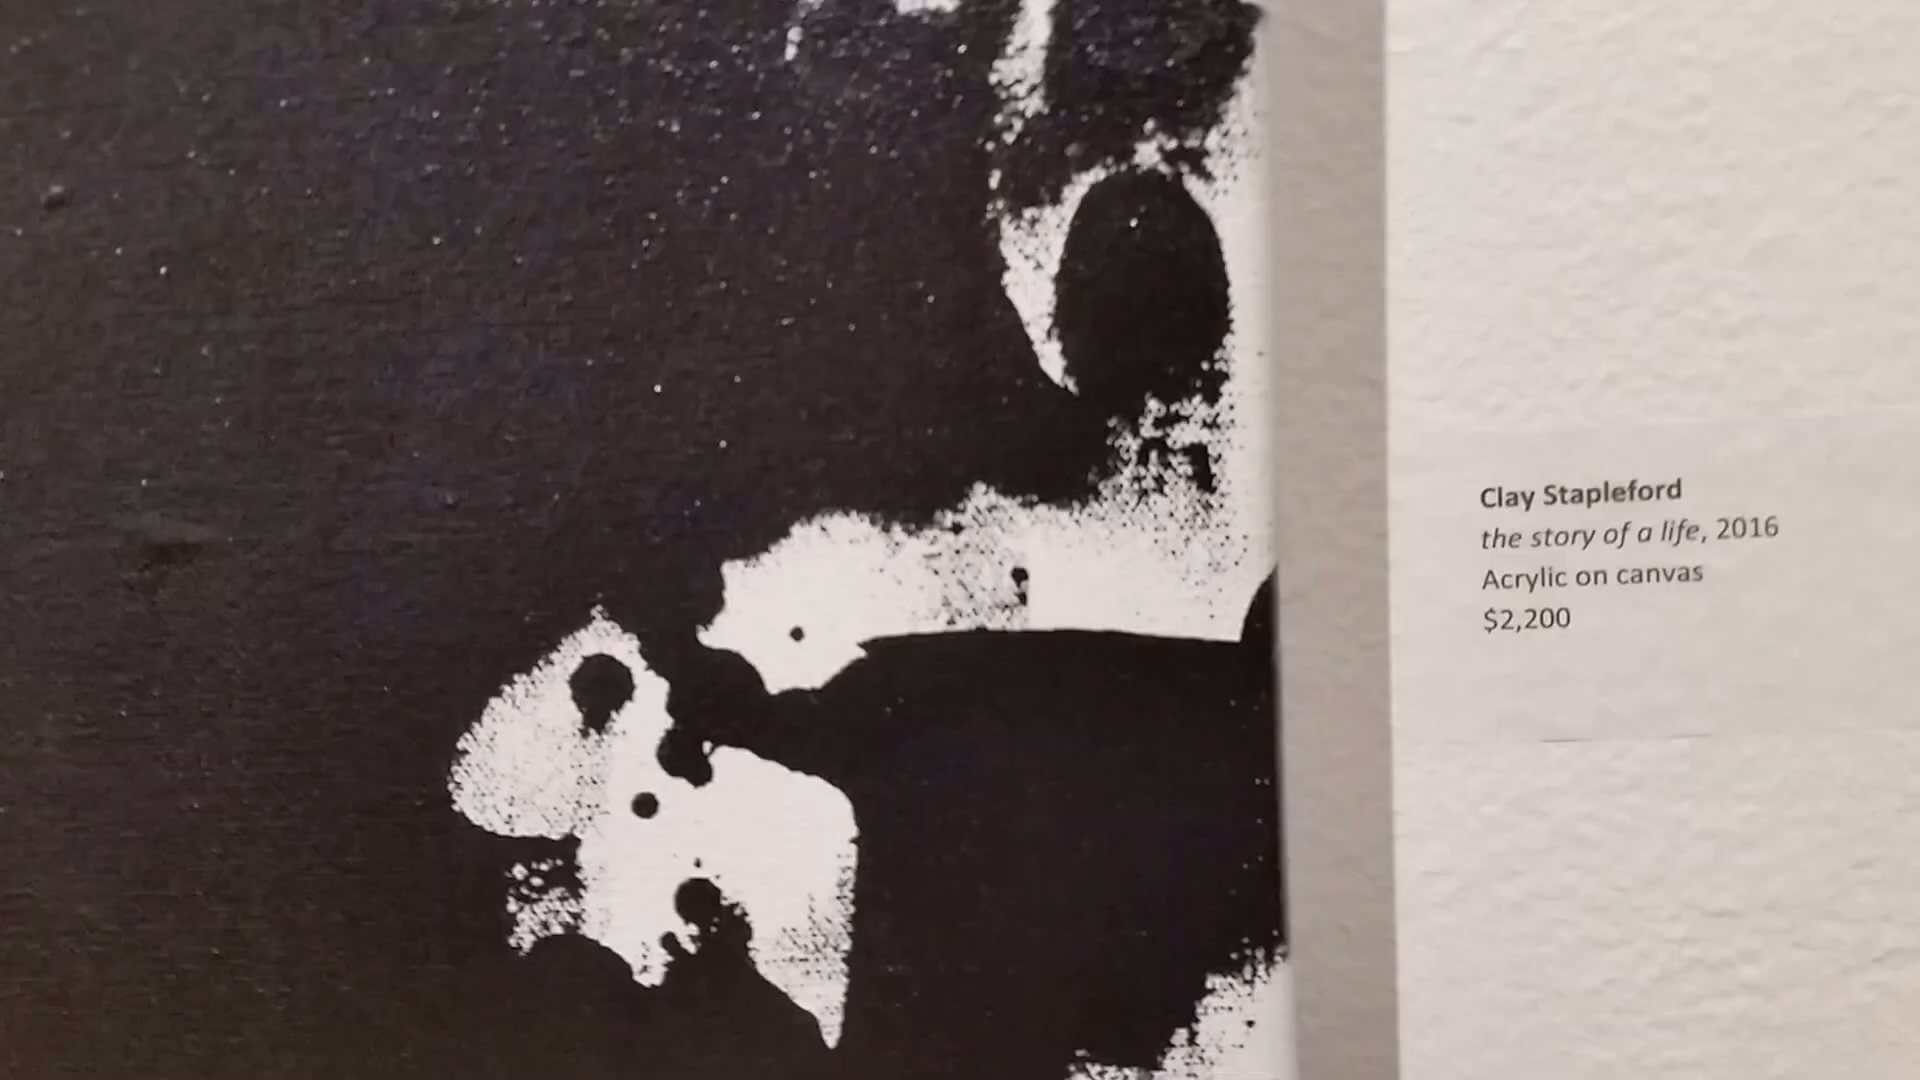 Clay Stapleford
the story of a life, 2016
Acrylic on canvas
$2,200